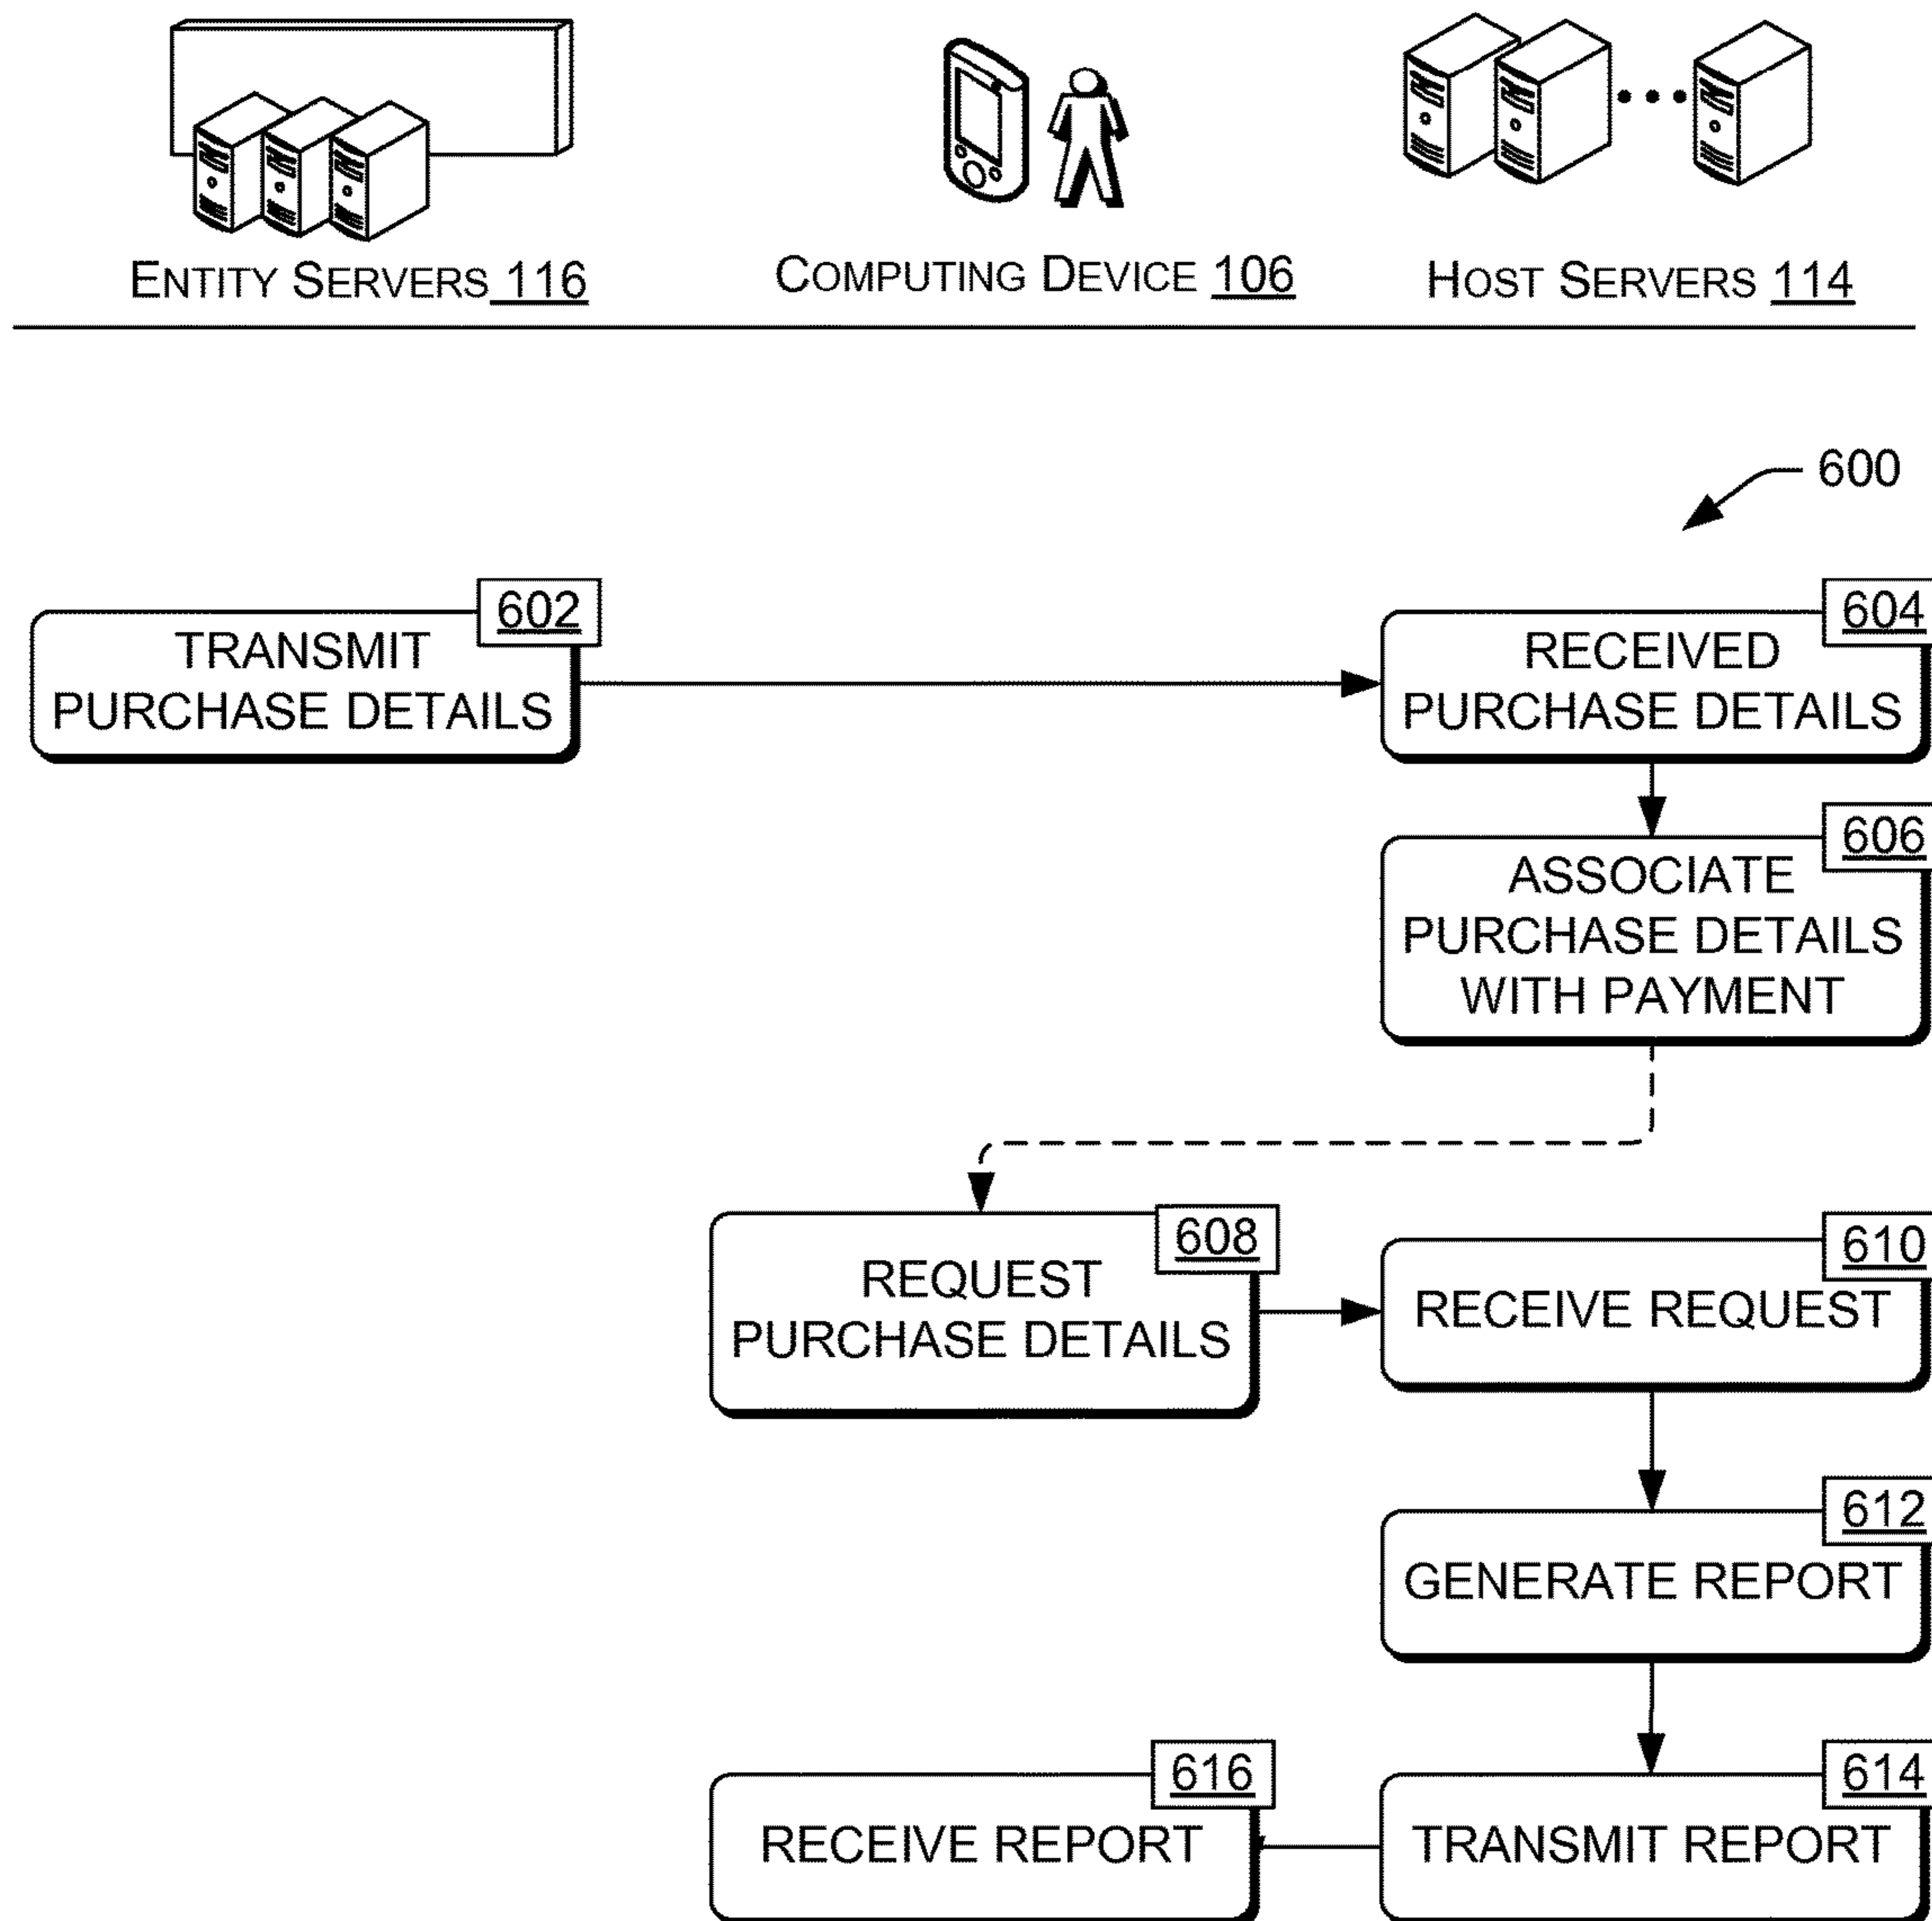 ENTITY SERVERS 116
COMPUTING DEVICE 106
HOST SERVERS 114
600
602
TRANSMIT
PURCHASE DETAILS
604
RECEIVED
PURCHASE DETAILS
606
ASSOCIATE
PURCHASE DETAILS
WITH PAYMENT
608
REQUEST
PURCHASE DETAILS
610
RECEIVE REQUEST
612
GENERATE REPORT
616
RECEIVE REPORT
614
TRANSMIT REPORT